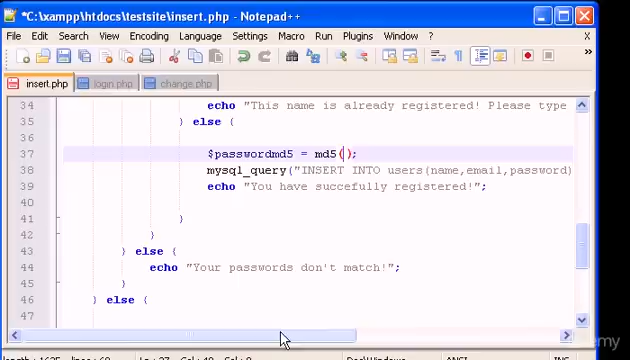 *C:\xampp\htdocs\testsite\insert.php - Notepad++
File Edit Search View Encoding Language Settings Macro Run Plugins Window ? X
insert.php login.php change.php
34 echo "This name is already registered! Please type
35 } else {
36
37 $passwordmd5 = md5();
38 mysql_query("INSERT INTO users(name,email,password)
39 echo "You have succefully registered!";
40
41 }
42 }
43 } else {
44 echo "Your passwords don't match!";
45 }
46 } else {
47